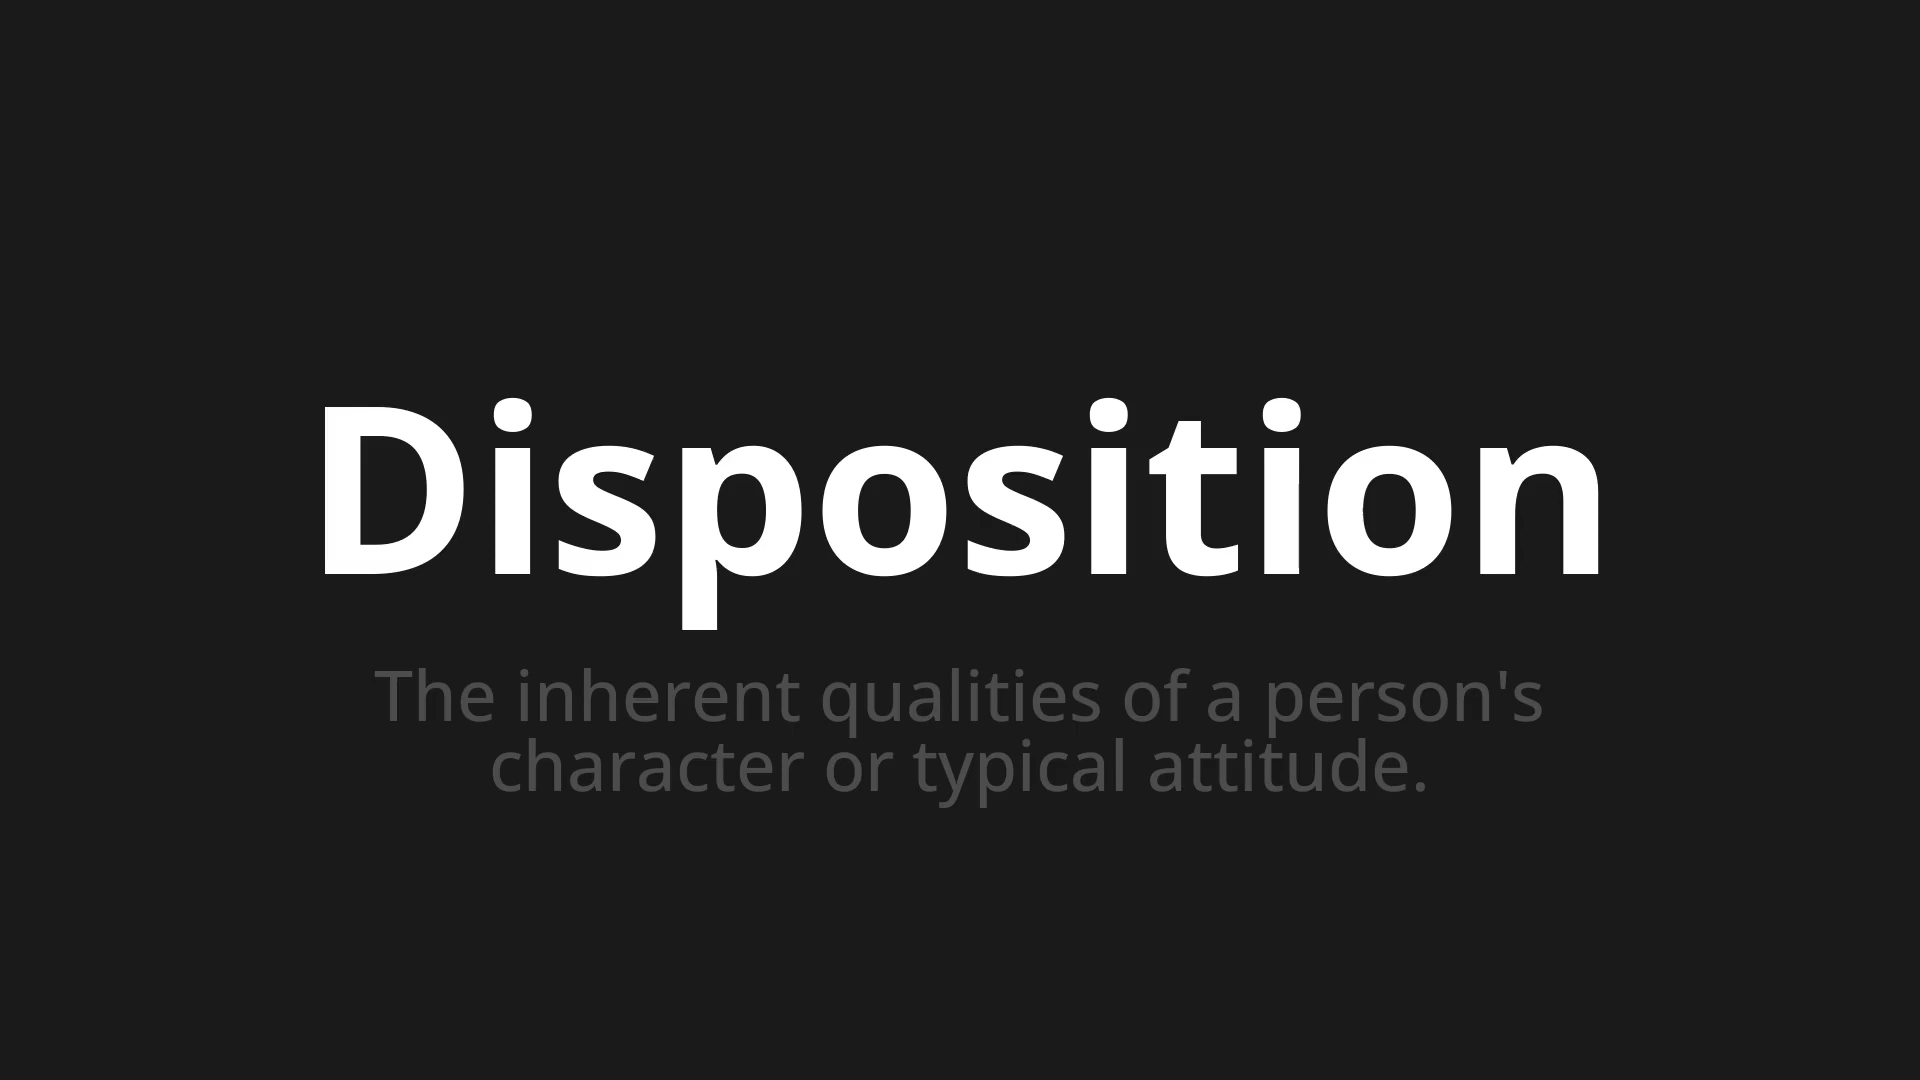 Disposition
The inherent qualities of a person's
character or typical attitude.